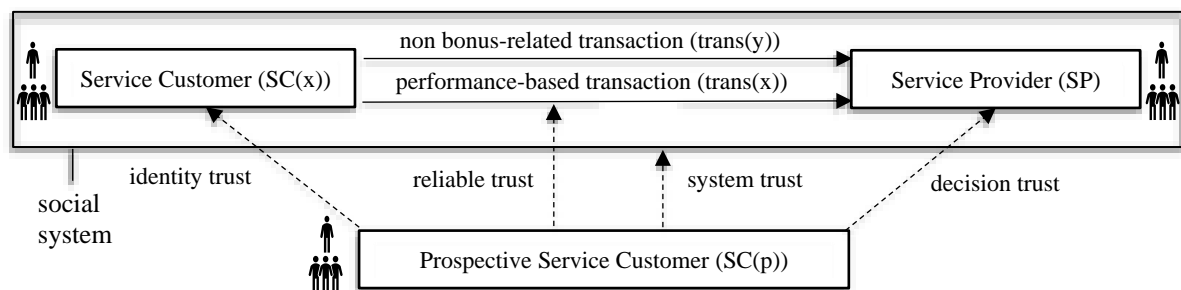 non bonus-related transaction (trans(y))
Service Customer (SC(x))
performance-based transaction (trans(x))
Service Provider (SP)
identity trust
reliable trust
system trust
decision trust
social
system
Prospective Service Customer (SC(p))